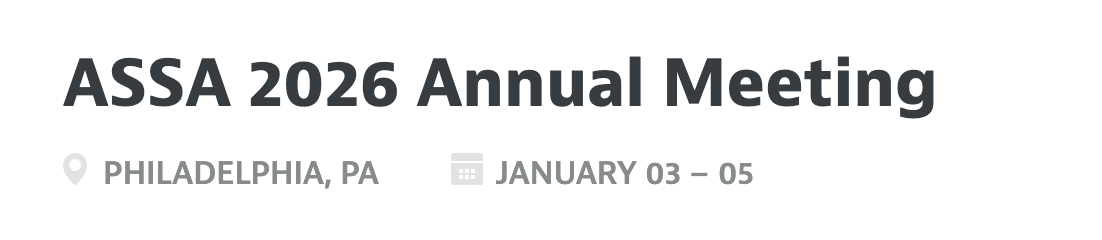 ASSA 2026 Annual Meeting
PHILADELPHIA, PA JANUARY 03 – 05